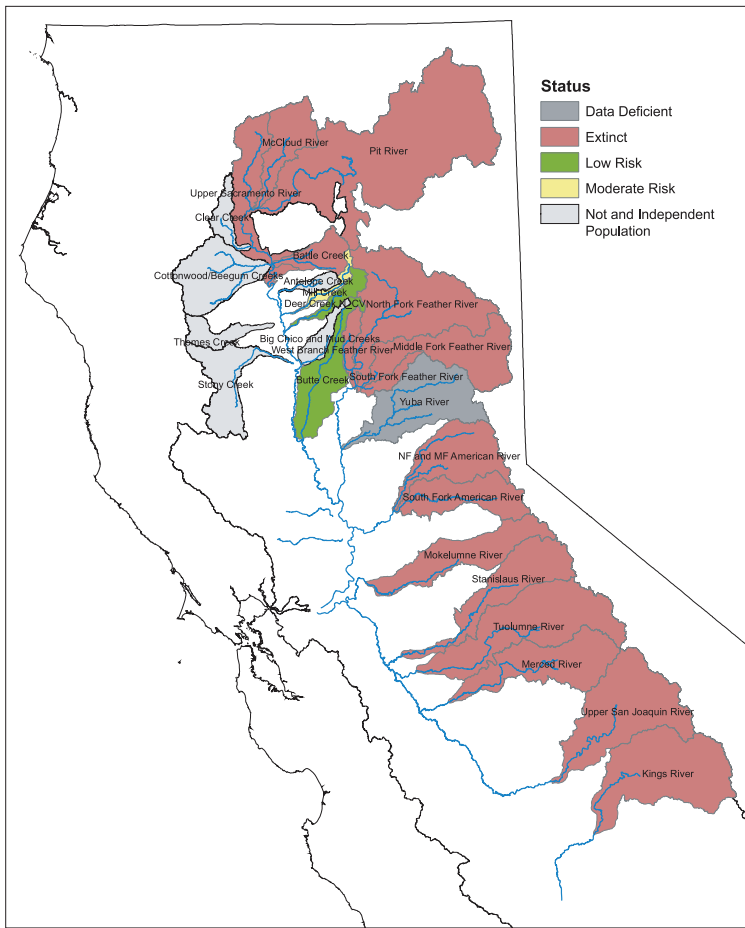 Status
Data Deficient
Extinct
Low Risk
Moderate Risk
Not and Independent
Population
McCloud River
Pit River
Upper Sacramento River
Clear Creek
Battle Creek
Cottonwood/Beegum Creeks
Antelope Creek
Mill Creek
Deer Creek
North Fork Feather River
Big Chico and Mud Creeks
Thomes Creek
West Branch Feather River
Middle Fork Feather River
Stony Creek
Butte Creek
South Fork Feather River
Yuba River
NF and MF American River
South Fork American River
Mokelumne River
Stanislaus River
Tuolumne River
Merced River
Upper San Joaquin River
Kings River